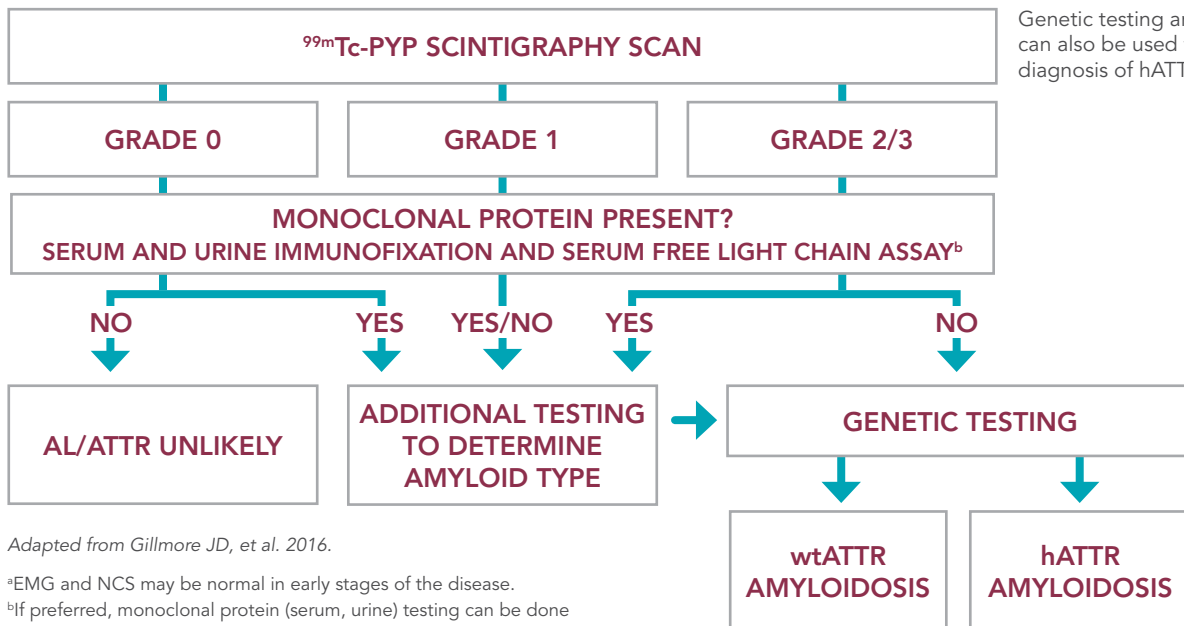 ⁹⁹ᵐTc-PYP SCINTIGRAPHY SCAN
Genetic testing
can also be used
diagnosis of
GRADE 0
GRADE 1
GRADE 2/3
MONOCLONAL PROTEIN PRESENT?
SERUM AND URINE IMMUNOFIXATION AND SERUM FREE LIGHT CHAIN ASSAYᵇ
NO
YES
YES/NO
YES
NO
AL/ATTR UNLIKELY
ADDITIONAL TESTING
TO DETERMINE
AMYLOID TYPE
GENETIC TESTING
wtATTR
AMYLOIDOSIS
hATTR
AMYLOIDOSIS
Adapted from Gillmore JD, et al. 2016.
ᵃEMG and NCS may be normal in early stages of the disease.
ᵇIf preferred, monoclonal protein (serum, urine) testing can be done